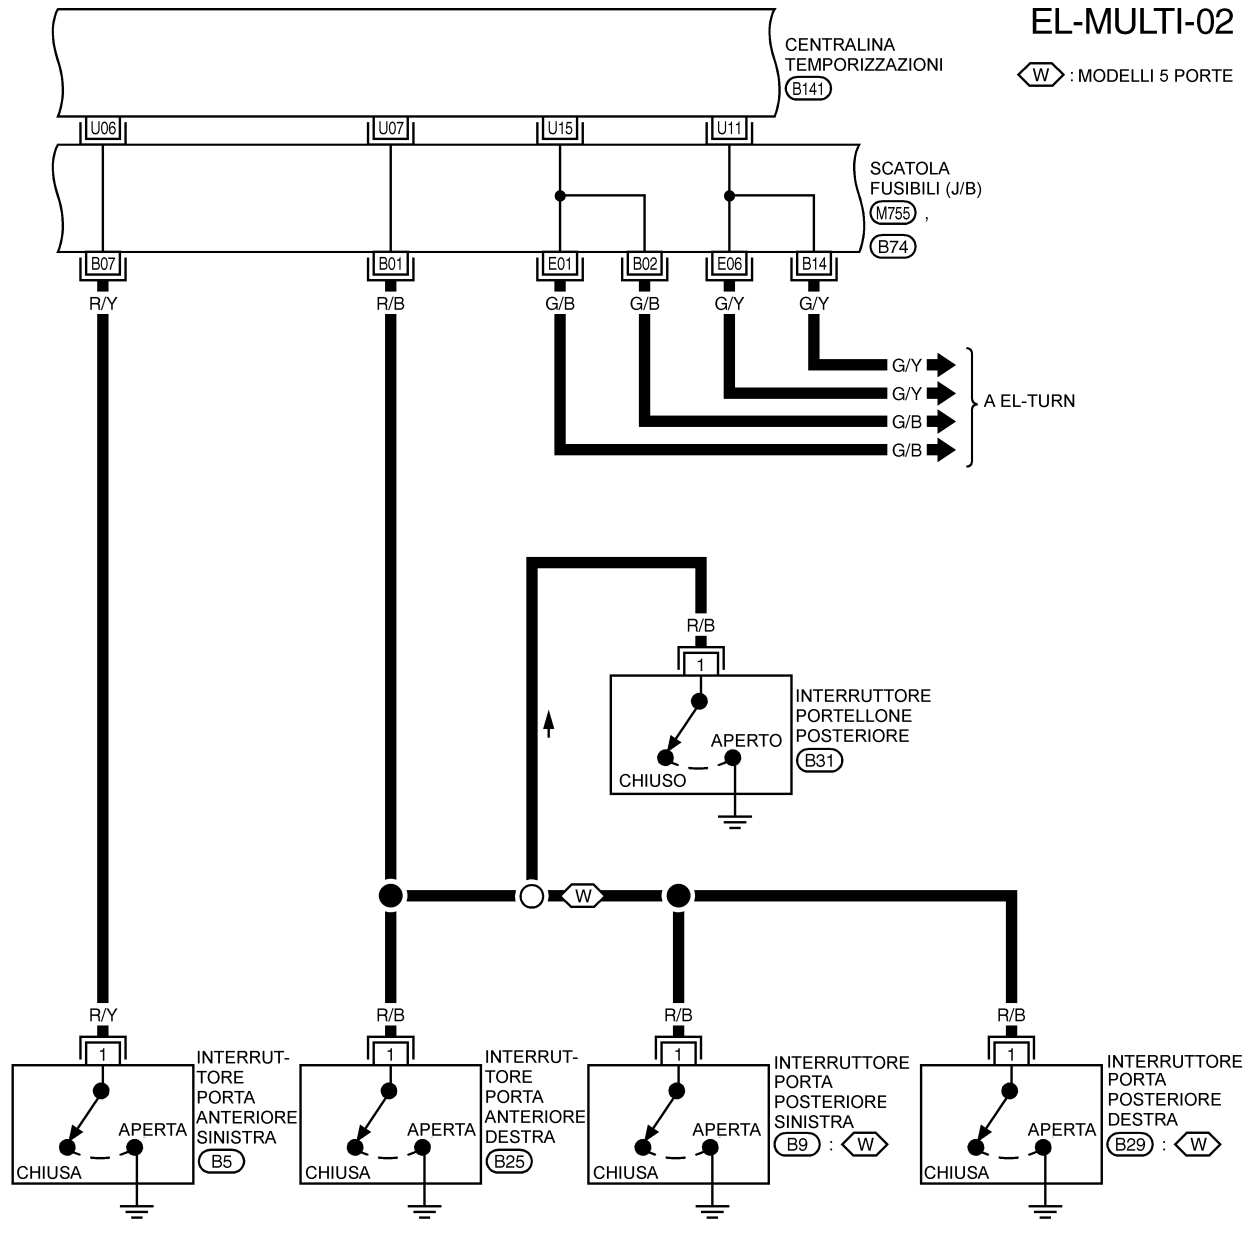 EL-MULTI-02
W : MODELLI 5 PORTE
CENTRALINA
TEMPORIZZAZIONI
B141
U06 U07 U15 U11
SCATOLA
FUSIBILI (J/B)
M755 ,
B74
B07 B01 E01 B02 E06 B14
R/Y R/B G/B G/B G/Y G/Y
G/Y
G/Y
G/B
G/B
A EL-TURN
R/B
1
INTERRUTTORE
PORTELLONE
POSTERIORE
B31
APERTO
CHIUSO
W
R/Y R/B R/B R/B
1 1 1 1
INTERRUT-
TORE
PORTA
ANTERIORE
SINISTRA
B5
APERTA
CHIUSA
INTERRUT-
TORE
PORTA
ANTERIORE
DESTRA
B25
APERTA
CHIUSA
INTERRUTTORE
PORTA
POSTERIORE
SINISTRA
B9 : W
APERTA
CHIUSA
INTERRUTTORE
PORTA
POSTERIORE
DESTRA
B29 : W
APERTA
CHIUSA